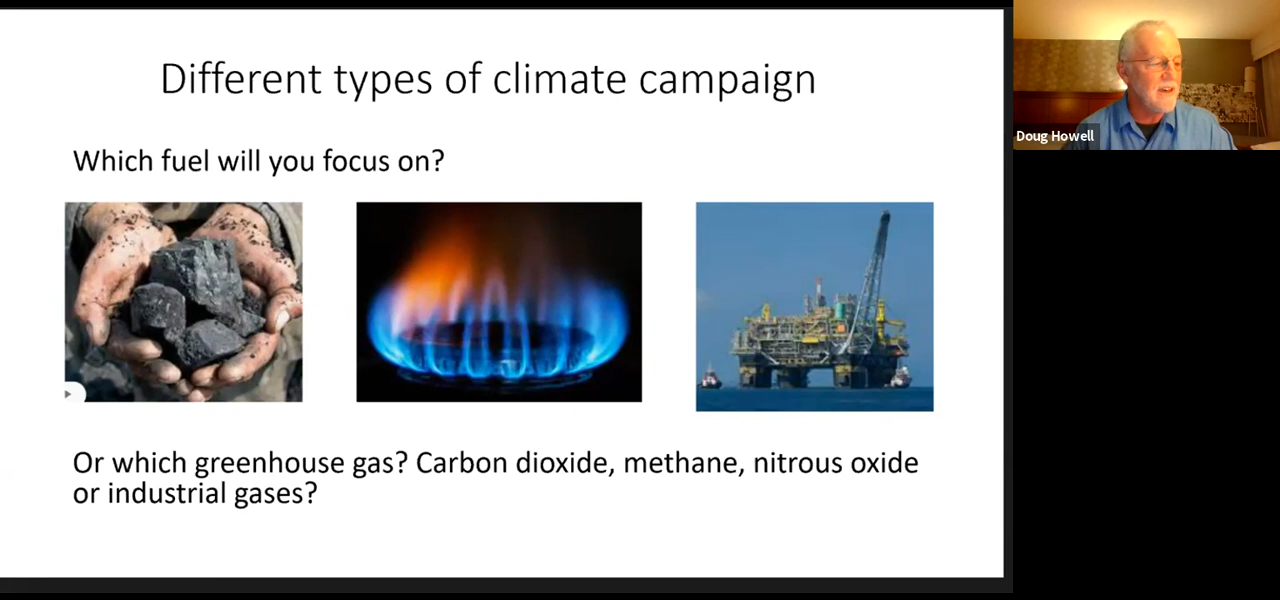 Different types of climate campaign
Which fuel will you focus on?
Or which greenhouse gas? Carbon dioxide, methane, nitrous oxide
or industrial gases?
Doug Howell